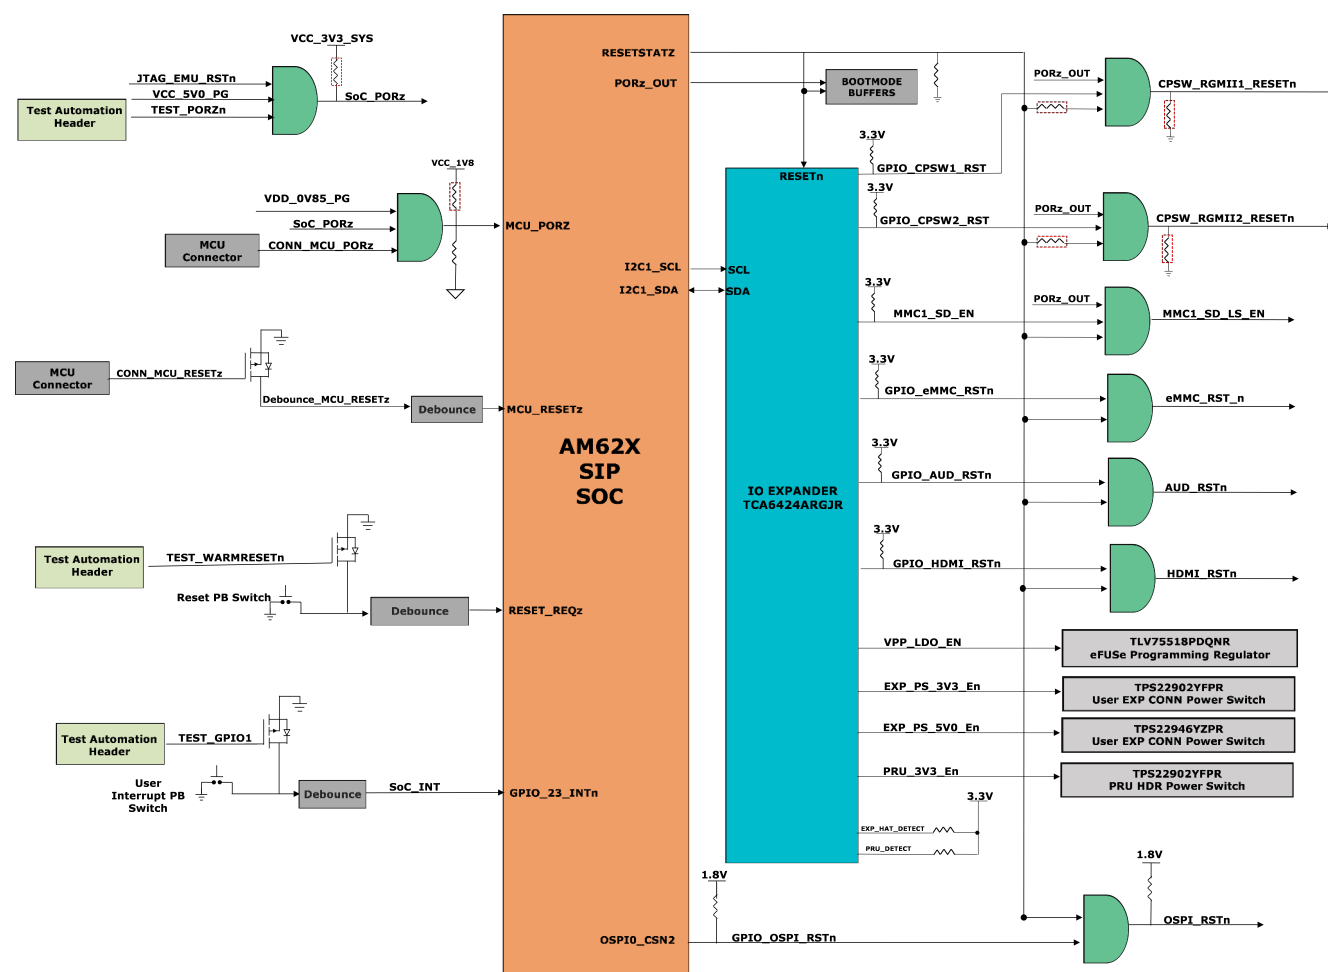 VCC_3V3_SYS
JTAG_EMU_RSTn
VCC_5V0_PG
TEST_PORZn
Test Automation
Header
SoC_PORz
VCC_1V8
VDD_0V85_PG
SoC_PORz
CONN_MCU_PORz
MCU
Connector
MCU
Connector
CONN_MCU_RESETz
Debounce_MCU_RESETz
Debounce
Test Automation
Header
TEST_WARMRESETn
Reset PB Switch
Debounce
Test Automation
Header
TEST_GPIO1
User
Interrupt PB
Switch
Debounce
SoC_INT
RESETSTATZ
PORz_OUT
MCU_PORZ
I2C1_SCL
I2C1_SDA
MCU_RESETz
AM62X
SIP
SOC
RESET_REQz
GPIO_23_INTn
OSPI0_CSN2
BOOTMODE
BUFFERS
RESETn
SCL
SDA
IO EXPANDER
TCA6424ARGJR
3.3V
GPIO_CPSW1_RST
3.3V
GPIO_CPSW2_RST
3.3V
MMC1_SD_EN
3.3V
GPIO_eMMC_RSTn
3.3V
GPIO_AUD_RSTn
3.3V
GPIO_HDMI_RSTn
VPP_LDO_EN
EXP_PS_3V3_En
EXP_PS_5V0_En
PRU_3V3_En
3.3V
EXP_HAT_DETECT
PRU_DETECT
1.8V
GPIO_OSPI_RSTn
PORz_OUT
CPSW_RGMII1_RESETn
PORz_OUT
CPSW_RGMII2_RESETn
PORz_OUT
MMC1_SD_LS_EN
eMMC_RST_n
AUD_RSTn
HDMI_RSTn
TLV75518PDQNR
eFUSe Programming Regulator
TPS22902YFPR
User EXP CONN Power Switch
TPS22946YZPR
User EXP CONN Power Switch
TPS22902YFPR
PRU HDR Power Switch
1.8V
OSPI_RSTn